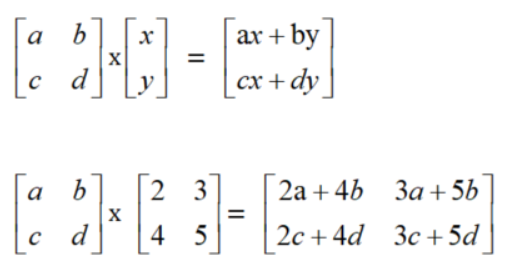 [a b] x [x] = [ax + by]
[c d] [y] [cx + dy]
[a b] x [2 3] = [2a + 4b 3a + 5b]
[c d] [4 5] [2c + 4d 3c + 5d]